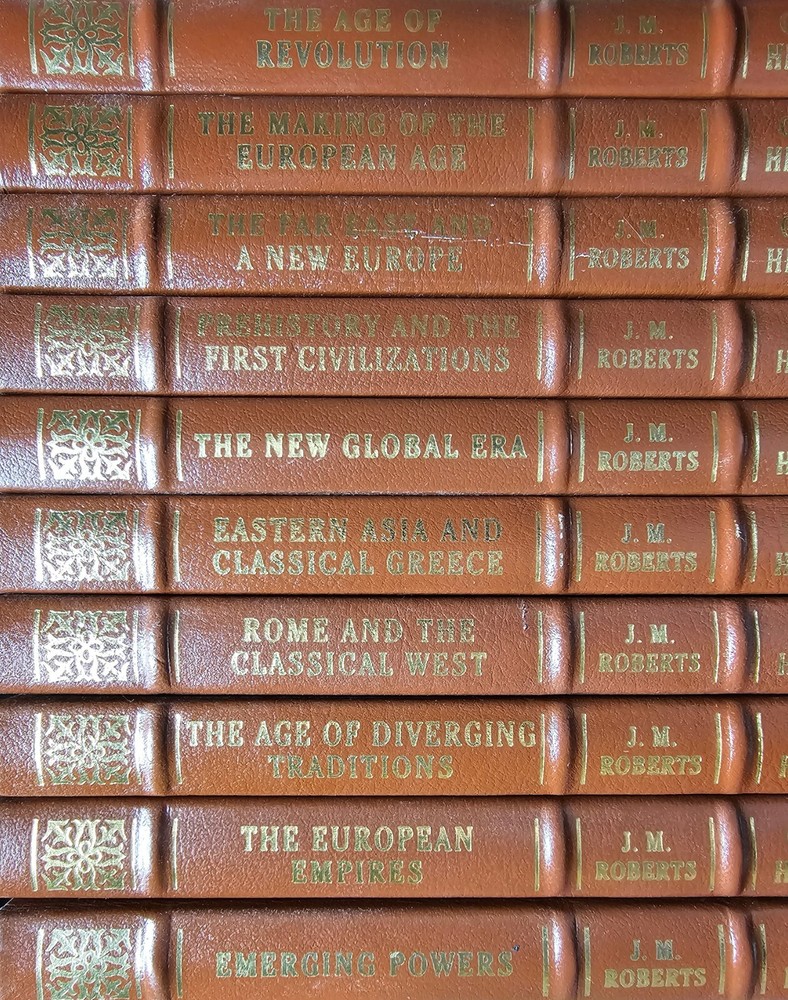 THE AGE OF
REVOLUTION
J. M.
ROBERTS
THE MAKING OF THE
EUROPEAN AGE
J. M.
ROBERTS
THE FAR EAST AND
A NEW EUROPE
J. M.
ROBERTS
PREHISTORY AND THE
FIRST CIVILIZATIONS
J. M.
ROBERTS
THE NEW GLOBAL ERA
J. M.
ROBERTS
EASTERN ASIA AND
CLASSICAL GREECE
J. M.
ROBERTS
ROME AND THE
CLASSICAL WEST
J. M.
ROBERTS
THE AGE OF DIVERGING
TRADITIONS
J. M.
ROBERTS
THE EUROPEAN
EMPIRES
J. M.
ROBERTS
EMERGING POWERS
J. M.
ROBERTS